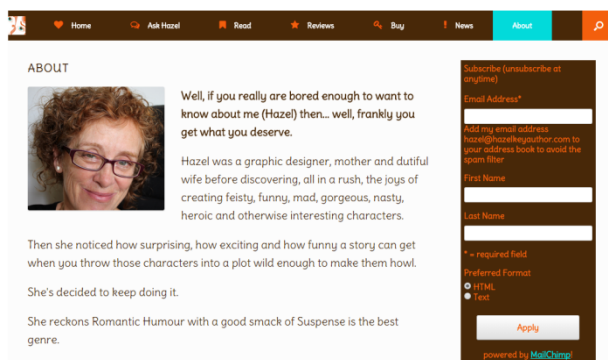 Home Ask Hazel Read Reviews Buy News About
ABOUT
Well, if you really are bored enough to want to
know about me (Hazel) then... well, frankly you
get what you deserve.
Hazel was a graphic designer, mother and dutiful
wife before discovering, all in a rush, the joys of
creating feisty, funny, mad, gorgeous, nasty,
heroic and otherwise interesting characters.
Then she noticed how surprising, how exciting and how funny a story can get
when you throw those characters into a plot wild enough to make them howl.
She's decided to keep doing it.
She reckons Romantic Humour with a good smack of Suspense is the best
genre.
Subscribe (unsubscribe at
anytime)
Email Address*
Add my email address
hazel@hazelkeyauthor.com to
your address book to avoid the
spam filter
First Name
Last Name
* = required field
Preferred Format
HTML
Text
Apply
powered by MailChimp!